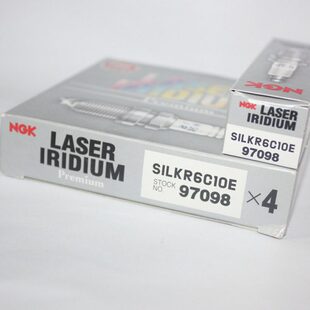 NGK
LASER
IRIDIUM
SILKR6C10E
97098
NGK
LASER
IRIDIUM
Premium
SILKR6C10E
STOCK
NO.
97098
×4